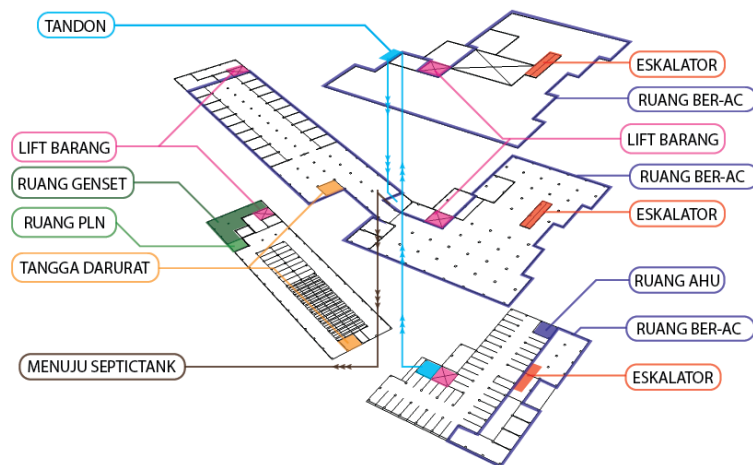 TANDON
LIFT BARANG
RUANG GENSET
RUANG PLN
TANGGA DARURAT
MENUJU SEPTICTANK
ESKALATOR
RUANG BER-AC
LIFT BARANG
RUANG BER-AC
ESKALATOR
RUANG AHU
RUANG BER-AC
ESKALATOR